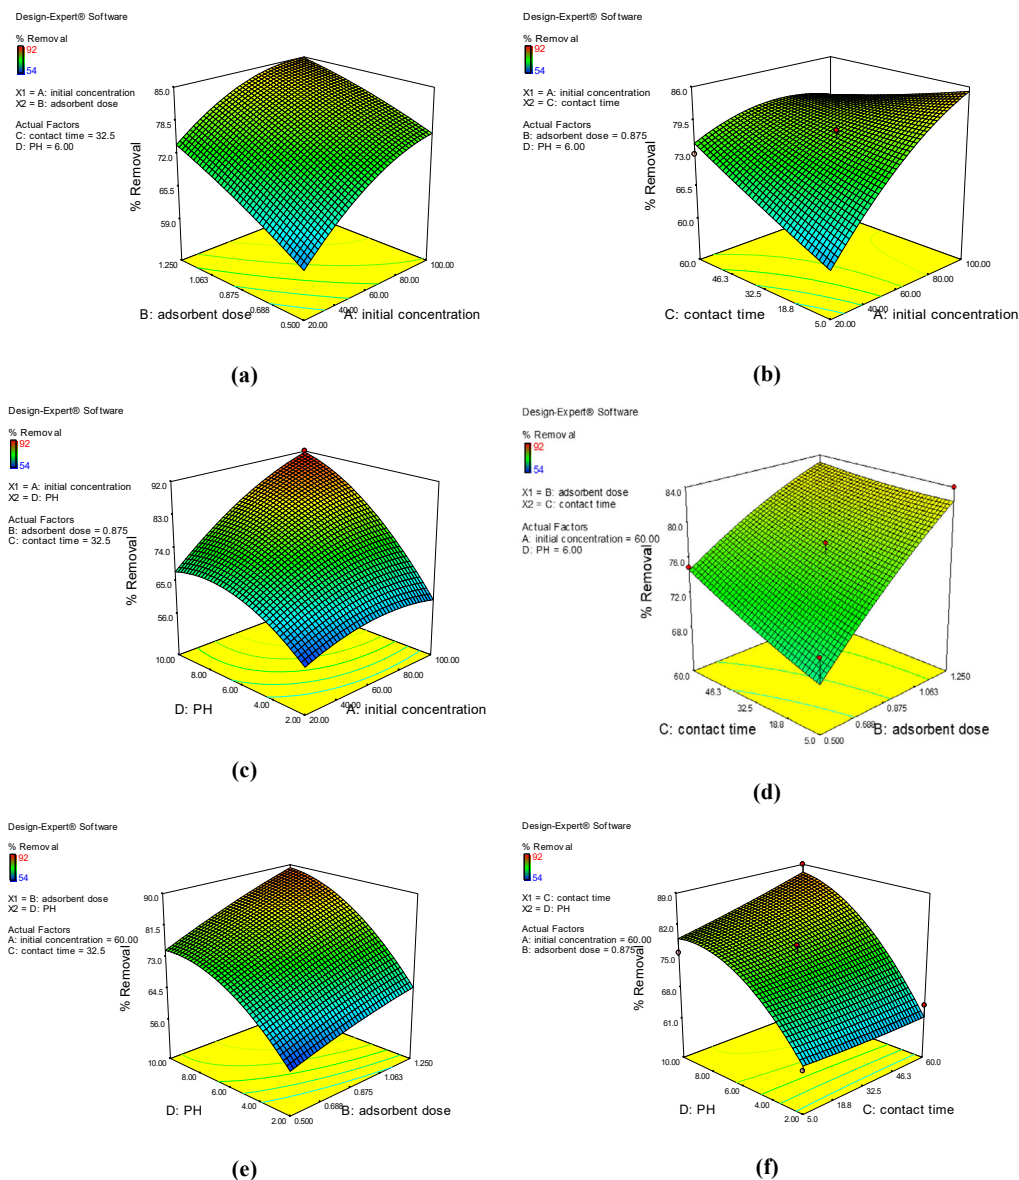 Design-Expert® Software
% Removal
92
54
X1 = A: initial concentration
X2 = B: adsorbent dose
Actual Factors
C: contact time = 32.5
D: PH = 6.00
85.0
78.5
72.0
65.5
59.0
% Removal
1.250
1.063
0.875
0.688
0.500
20.00
40.00
60.00
80.00
100.00
B: adsorbent dose
A: initial concentration
(a)
Design-Expert® Software
% Removal
92
54
X1 = A: initial concentration
X2 = C: contact time
Actual Factors
B: adsorbent dose = 0.875
D: PH = 6.00
86.0
79.5
73.0
66.5
60.0
% Removal
60.0
46.3
32.5
18.8
5.0
20.00
40.00
60.00
80.00
100.00
C: contact time
A: initial concentration
(b)
Design-Expert® Software
% Removal
92
54
X1 = A: initial concentration
X2 = D: PH
Actual Factors
B: adsorbent dose = 0.875
C: contact time = 32.5
92.0
83.0
74.0
65.0
56.0
% Removal
10.00
8.00
6.00
4.00
2.00
20.00
40.00
60.00
80.00
100.00
D: PH
A: initial concentration
(c)
Design-Expert® Software
% Removal
92
54
X1 = B: adsorbent dose
X2 = C: contact time
Actual Factors
A: initial concentration = 60.00
D: PH = 6.00
84.0
80.0
76.0
72.0
68.0
% Removal
60.0
46.3
32.5
18.8
5.0
0.500
0.688
0.875
1.063
1.250
C: contact time
B: adsorbent dose
(d)
Design-Expert® Software
% Removal
92
54
X1 = B: adsorbent dose
X2 = D: PH
Actual Factors
A: initial concentration = 60.00
C: contact time = 32.5
90.0
81.5
73.0
64.5
56.0
% Removal
10.00
8.00
6.00
4.00
2.00
0.500
0.688
0.875
1.063
1.250
D: PH
B: adsorbent dose
(e)
Design-Expert® Software
% Removal
92
54
X1 = C: contact time
X2 = D: PH
Actual Factors
A: initial concentration = 60.00
B: adsorbent dose = 0.875
89.0
82.0
75.0
68.0
61.0
% Removal
10.00
8.00
6.00
4.00
2.00
5.0
18.8
32.5
46.3
60.0
D: PH
C: contact time
(f)